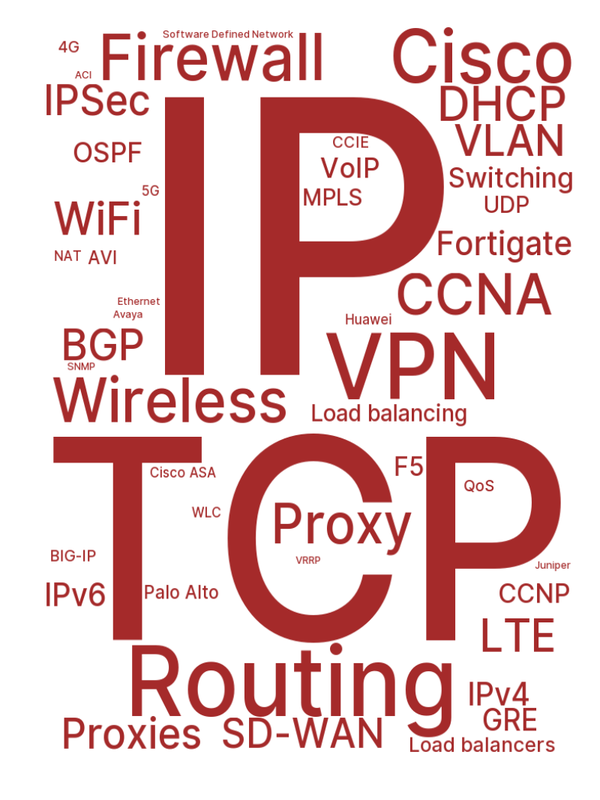 Software Defined Network
4G
Firewall
Cisco
ACI
IPSec
DHCP
IP
VLAN
CCIE
OSPF
VoIP
Switching
5G
MPLS
UDP
WiFi
Fortigate
NAT
AVI
CCNA
Ethernet
Avaya
Huawei
BGP
VPN
SNMP
Wireless
Load balancing
TCP
Cisco ASA
F5
QoS
WLC
Proxy
BIG-IP
VRRP
Juniper
IPv6
Palo Alto
CCNP
LTE
Routing
IPv4
GRE
Proxies
SD-WAN
Load balancers